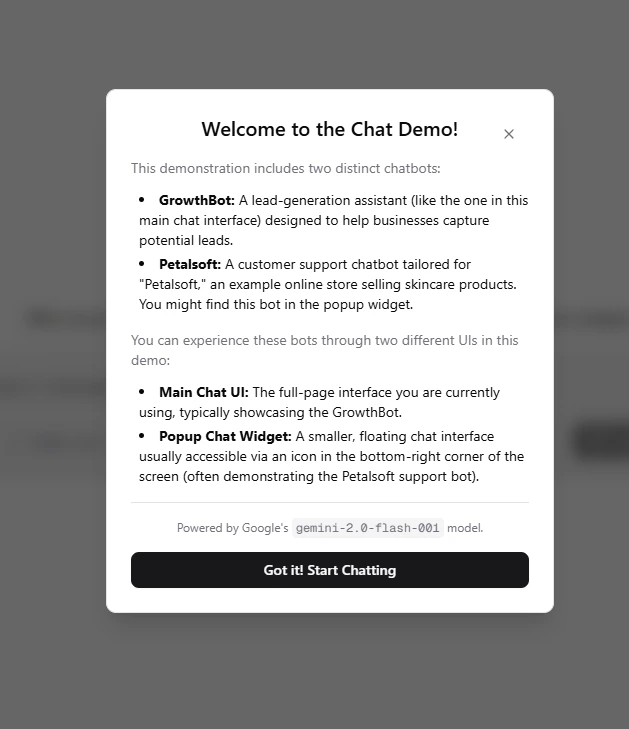 Welcome to the Chat Demo!
This demonstration includes two distinct chatbots:
• GrowthBot: A lead-generation assistant (like the one in this
main chat interface) designed to help businesses capture
potential leads.
• Petalsoft: A customer support chatbot tailored for
"Petalsoft," an example online store selling skincare products.
You might find this bot in the popup widget.
You can experience these bots through two different UIs in this
demo:
• Main Chat UI: The full-page interface you are currently
using, typically showcasing the GrowthBot.
• Popup Chat Widget: A smaller, floating chat interface
usually accessible via an icon in the bottom-right corner of the
screen (often demonstrating the Petalsoft support bot).
Powered by Google's gemini-2.0-flash-001 model.
Got it! Start Chatting